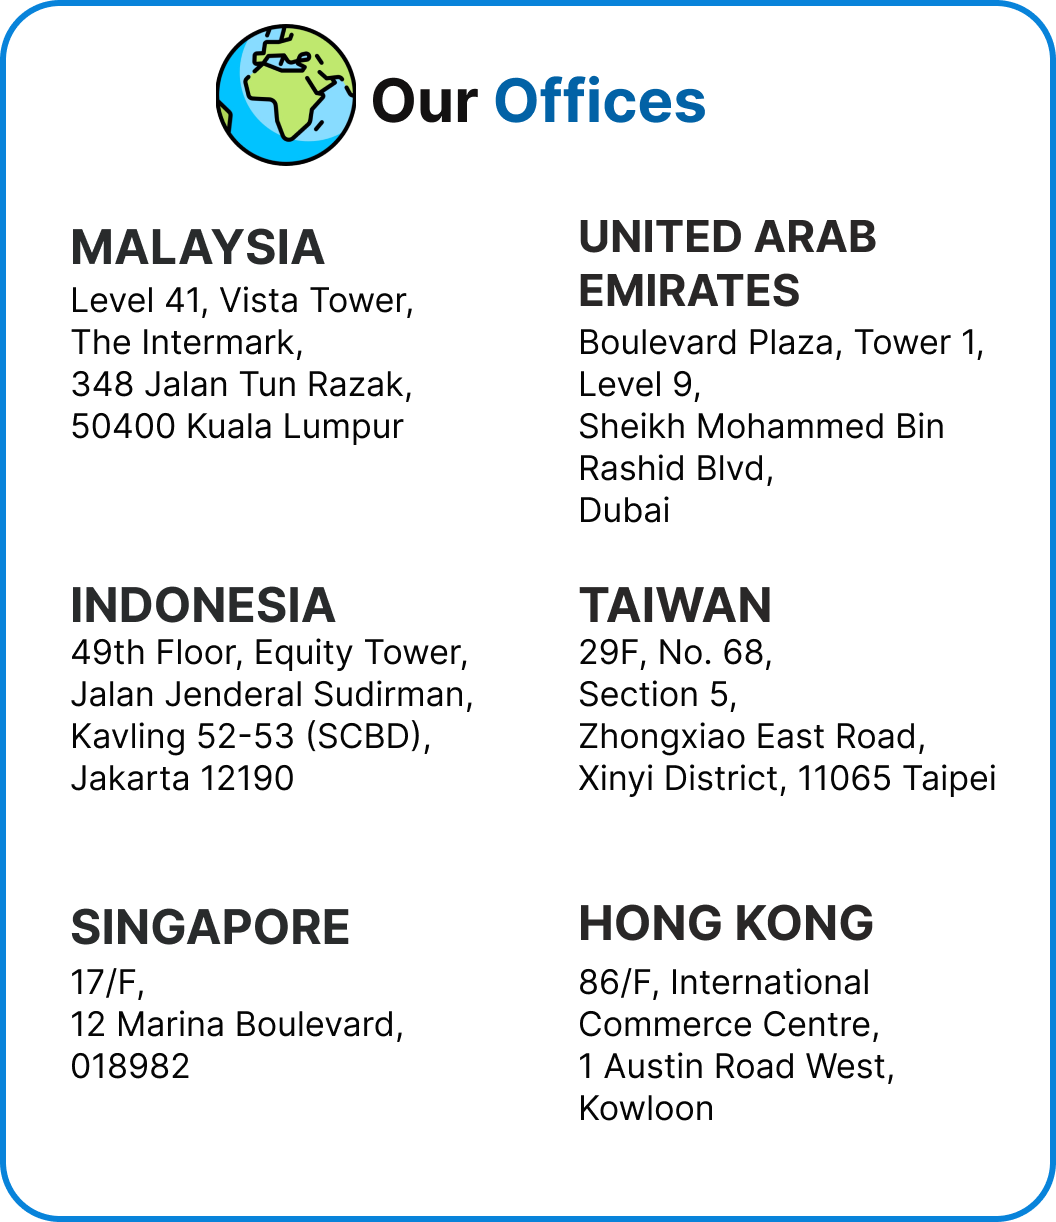 Our Offices
MALAYSIA
Level 41, Vista Tower,
The Intermark,
348 Jalan Tun Razak,
50400 Kuala Lumpur
UNITED ARAB
EMIRATES
Boulevard Plaza, Tower 1,
Level 9,
Sheikh Mohammed Bin
Rashid Blvd,
Dubai
INDONESIA
49th Floor, Equity Tower,
Jalan Jenderal Sudirman,
Kavling 52-53 (SCBD),
Jakarta 12190
TAIWAN
29F, No. 68,
Section 5,
Zhongxiao East Road,
Xinyi District, 11065 Taipei
SINGAPORE
17/F,
12 Marina Boulevard,
018982
HONG KONG
86/F, International
Commerce Centre,
1 Austin Road West,
Kowloon